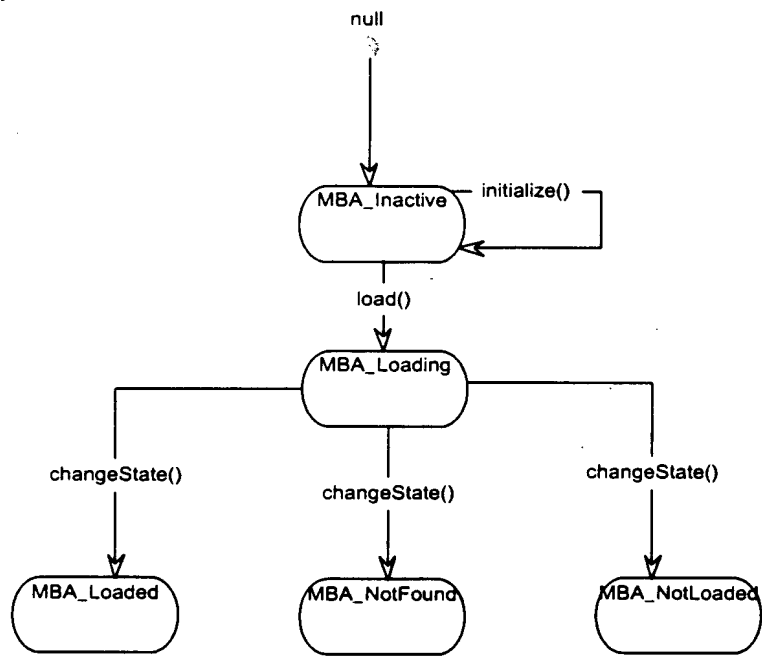 null
MBA_Inactive
initialize()
load()
MBA_Loading
changeState()
changeState()
changeState()
MBA_Loaded
MBA_NotFound
MBA_NotLoaded